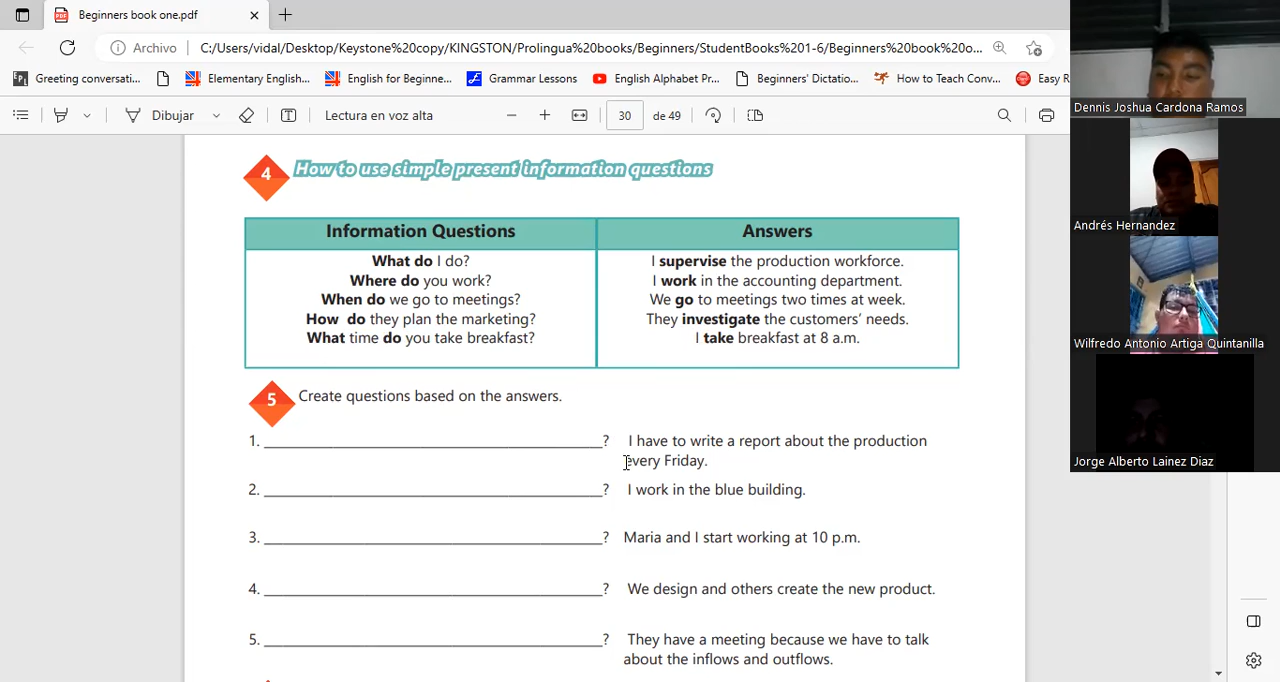 Beginners book one.pdf
Archivo C:/Users/vidal/Desktop/Keystone%20copy/KINGSTON/Prolingua%20books/Beginners/StudentBooks%201-6/Beginners%20book%20o...
Greeting conversati... Elementary English... English for Beginne... Grammar Lessons English Alphabet Pr... Beginners' Dictatio... How to Teach Conv... Easy R
Dibujar Lectura en voz alta 30 de 49
4 How to use simple present information questions
Information Questions Answers
What do I do? I supervise the production workforce.
Where do you work? I work in the accounting department.
When do we go to meetings? We go to meetings two times at week.
How do they plan the marketing? They investigate the customers' needs.
What time do you take breakfast? I take breakfast at 8 a.m.
5 Create questions based on the answers.
1. ________________________________________? I have to write a report about the production
every Friday.
2. ________________________________________? I work in the blue building.
3. ________________________________________? Maria and I start working at 10 p.m.
4. ________________________________________? We design and others create the new product.
5. ________________________________________? They have a meeting because we have to talk
about the inflows and outflows.
Dennis Joshua Cardona Ramos
Andrés Hernandez
Wilfredo Antonio Artiga Quintanilla
Jorge Alberto Lainez Diaz